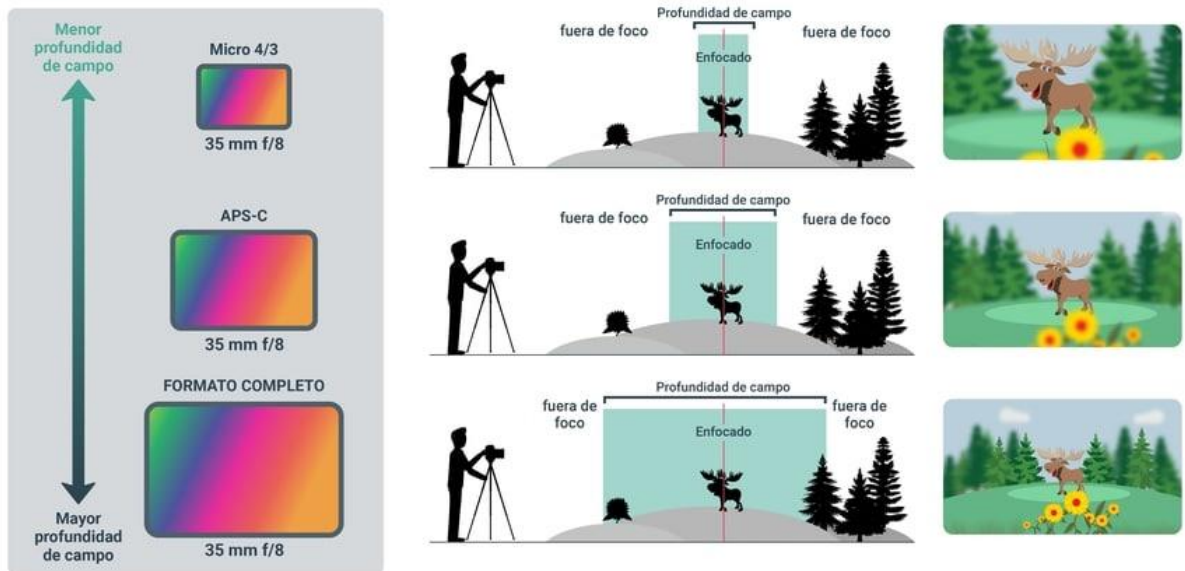 Menor
profundidad
de campo
Micro 4/3
35 mm f/8
APS-C
35 mm f/8
FORMATO COMPLETO
35 mm f/8
Mayor
profundidad
de campo
Profundidad de campo
fuera de foco
fuera de foco
Enfocado
Profundidad de campo
fuera de foco
fuera de foco
Enfocado
Profundidad de campo
fuera de
foco
fuera de
foco
Enfocado